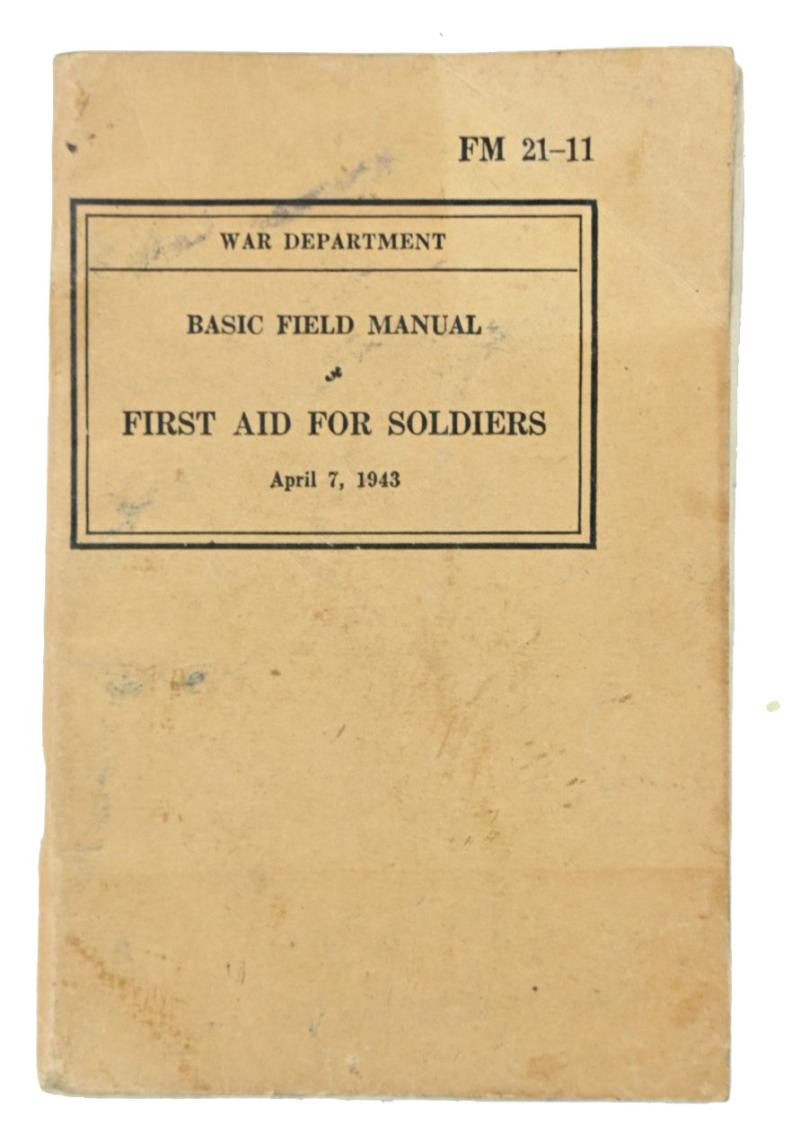 FM 21–11
WAR DEPARTMENT
BASIC FIELD MANUAL
FIRST AID FOR SOLDIERS
April 7, 1943